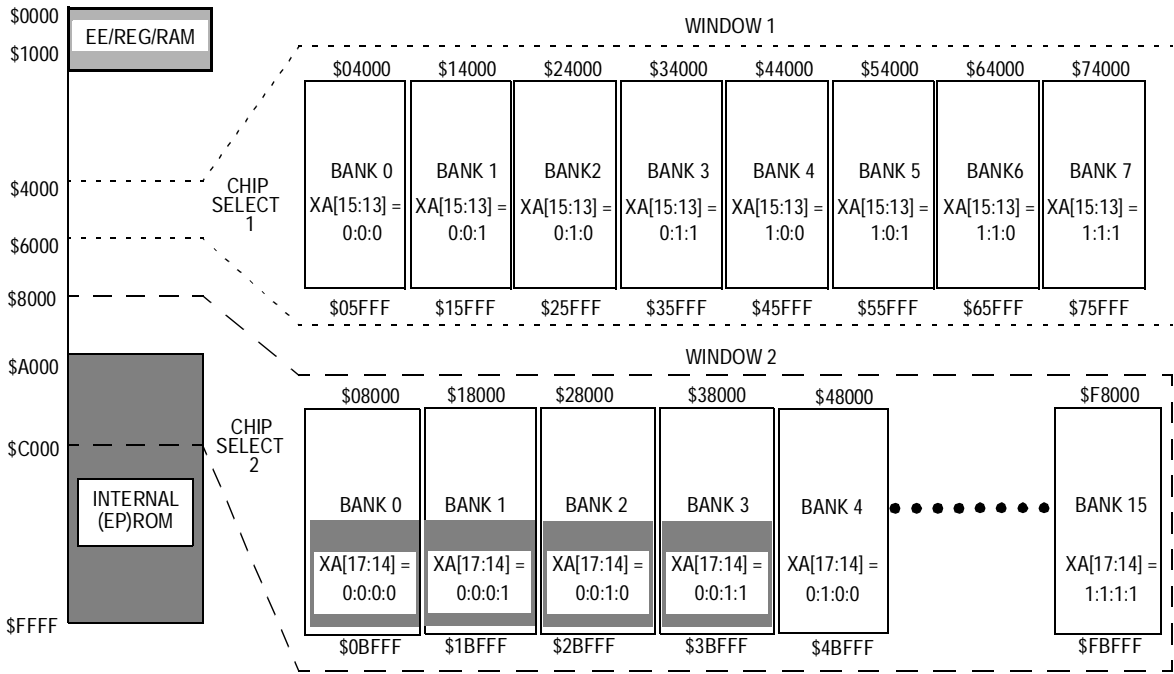 $0000
EE/REG/RAM
$1000
$4000
$6000
$8000
$A000
$C000
INTERNAL
(EP)ROM
$FFFF
CHIP
SELECT
1
WINDOW 1
$04000 $14000 $24000 $34000 $44000 $54000 $64000 $74000
BANK 0 BANK 1 BANK2 BANK 3 BANK 4 BANK 5 BANK6 BANK 7
XA[15:13] = XA[15:13] = XA[15:13] = XA[15:13] = XA[15:13] = XA[15:13] = XA[15:13] = XA[15:13] =
0:0:0 0:0:1 0:1:0 0:1:1 1:0:0 1:0:1 1:1:0 1:1:1
$05FFF $15FFF $25FFF $35FFF $45FFF $55FFF $65FFF $75FFF
CHIP
SELECT
2
WINDOW 2
$08000 $18000 $28000 $38000 $48000 $F8000
BANK 0 BANK 1 BANK 2 BANK 3 BANK 4 BANK 15
XA[17:14] = XA[17:14] = XA[17:14] = XA[17:14] = XA[17:14] = XA[17:14] =
0:0:0:0 0:0:0:1 0:0:1:0 0:0:1:1 0:1:0:0 1:1:1:1
$0BFFF $1BFFF $2BFFF $3BFFF $4BFFF $FBFFF